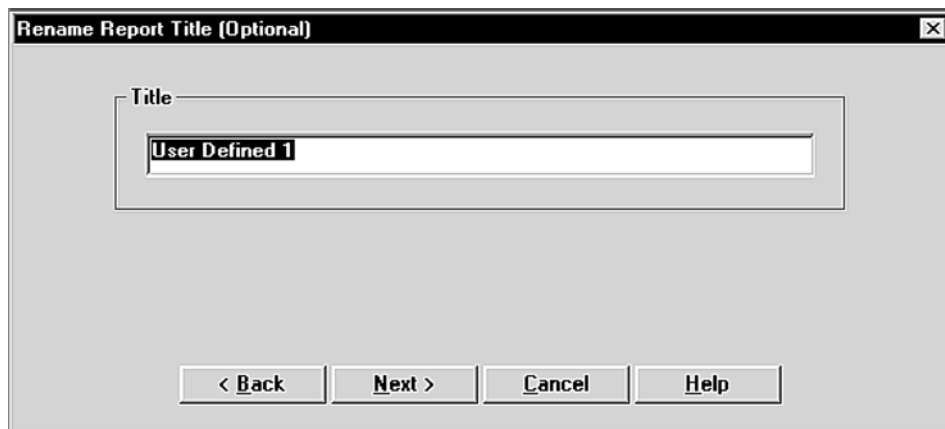 Rename Report Title (Optional)
Title
User Defined 1
< Back Next > Cancel Help